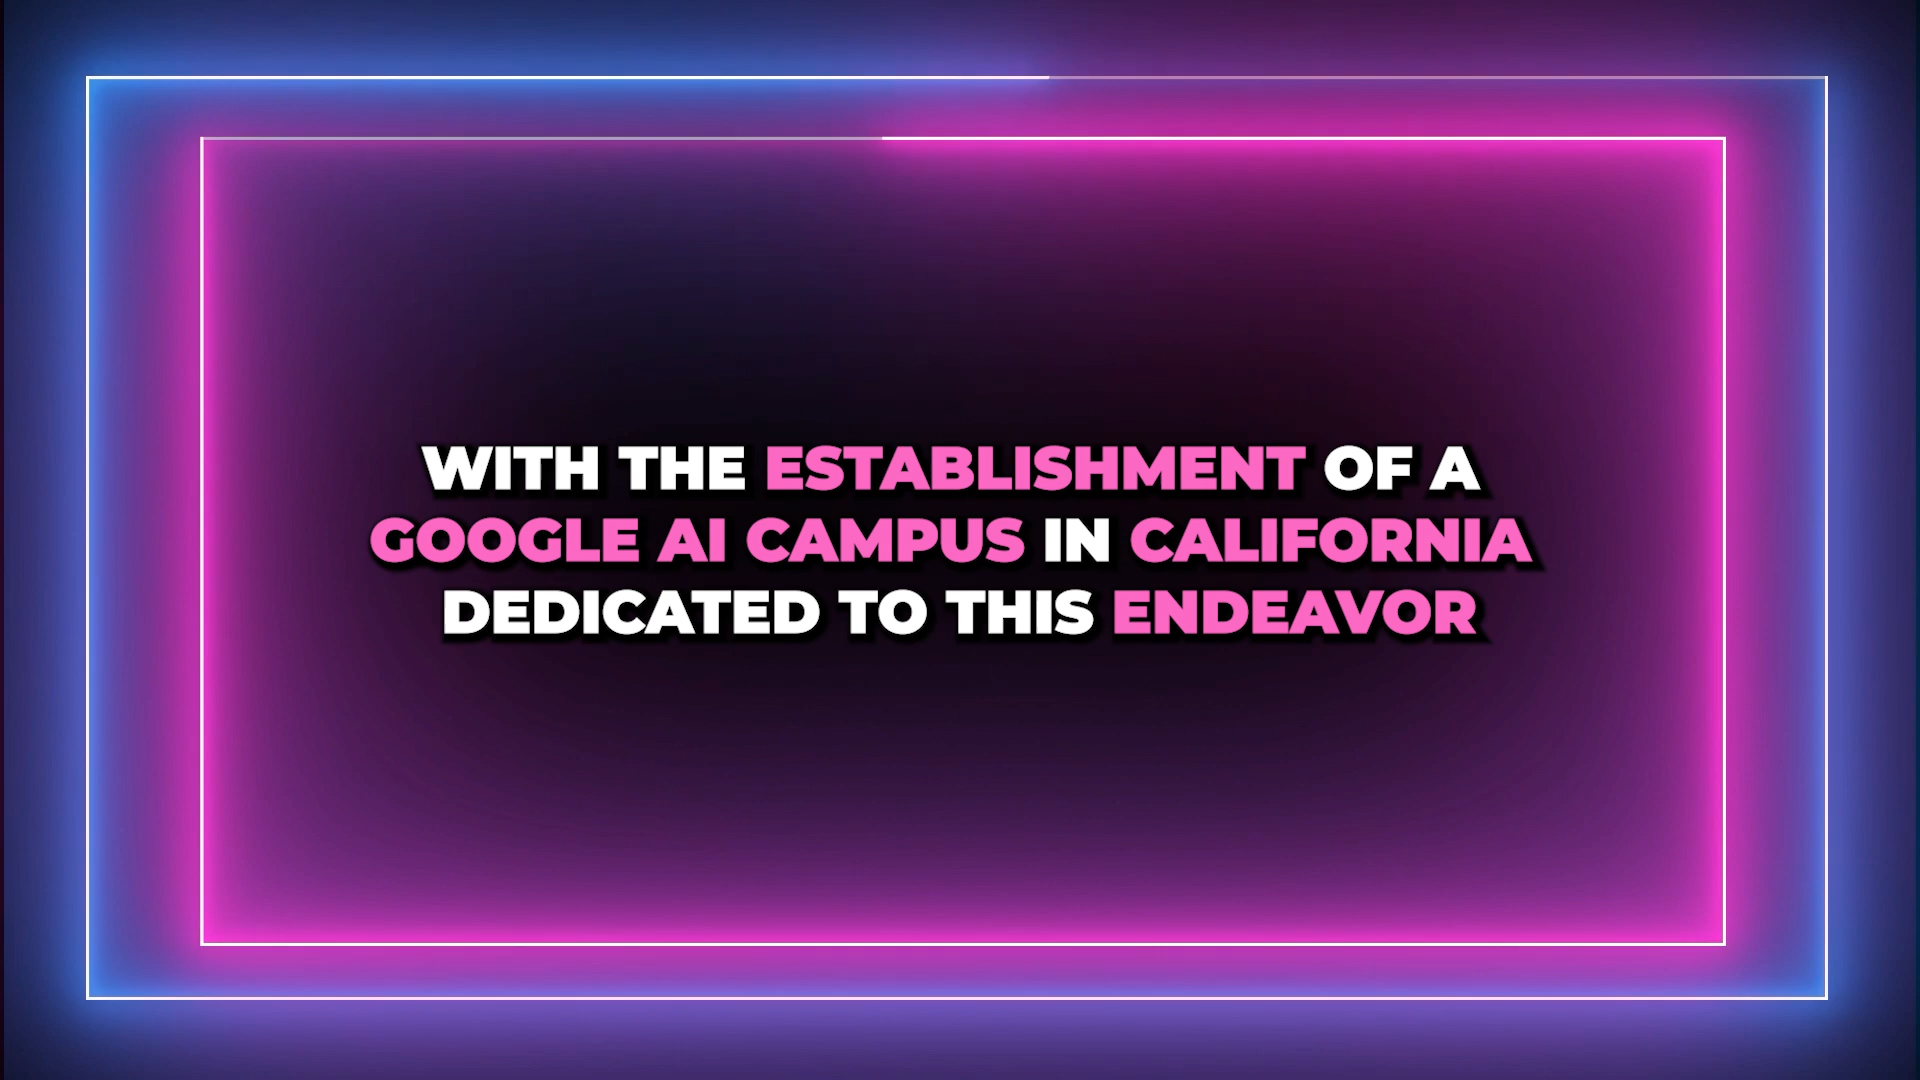 WITH THE ESTABLISHMENT OF A
GOOGLE AI CAMPUS IN CALIFORNIA
DEDICATED TO THIS ENDEAVOR